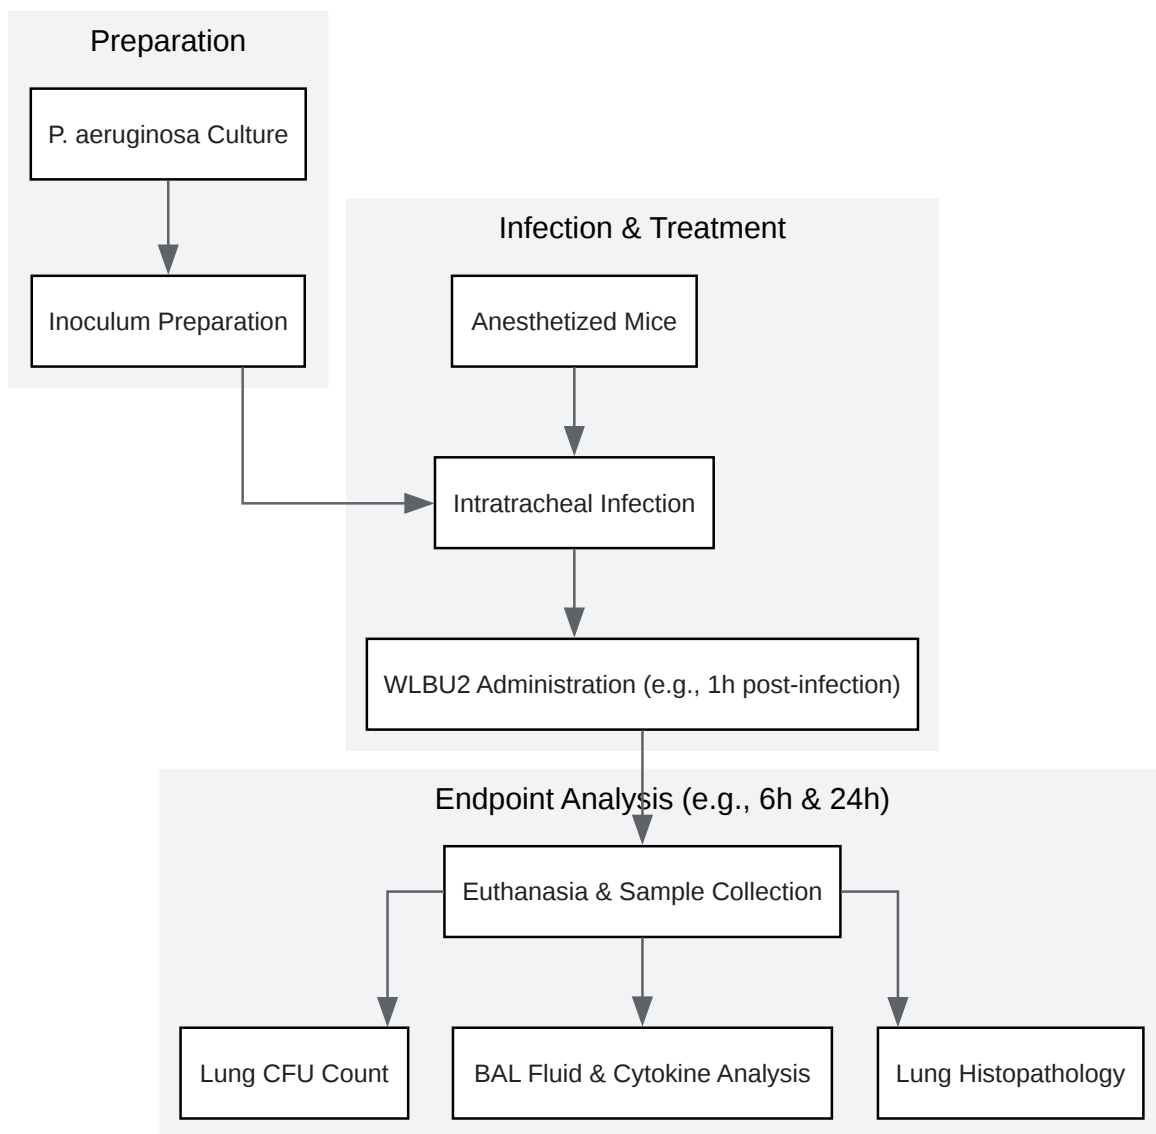 Preparation
P. aeruginosa Culture
Inoculum Preparation
Infection & Treatment
Anesthetized Mice
Intratracheal Infection
WLBU2 Administration (e.g., 1h post-infection)
Endpoint Analysis (e.g., 6h & 24h)
Euthanasia & Sample Collection
Lung CFU Count
BAL Fluid & Cytokine Analysis
Lung Histopathology